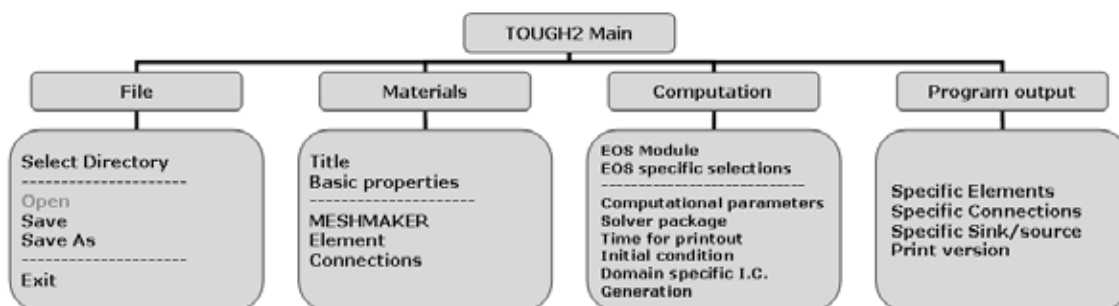 TOUGH2 Main
File
Materials
Computation
Program output
Select Directory
Open
Save
Save As
Exit
Title
Basic properties
MESHMAKER
Element
Connections
EOS Module
EOS specific selections
Computational parameters
Solver package
Time for printout
Initial condition
Domain specific I.C.
Generation
Specific Elements
Specific Connections
Specific Sink/source
Print version